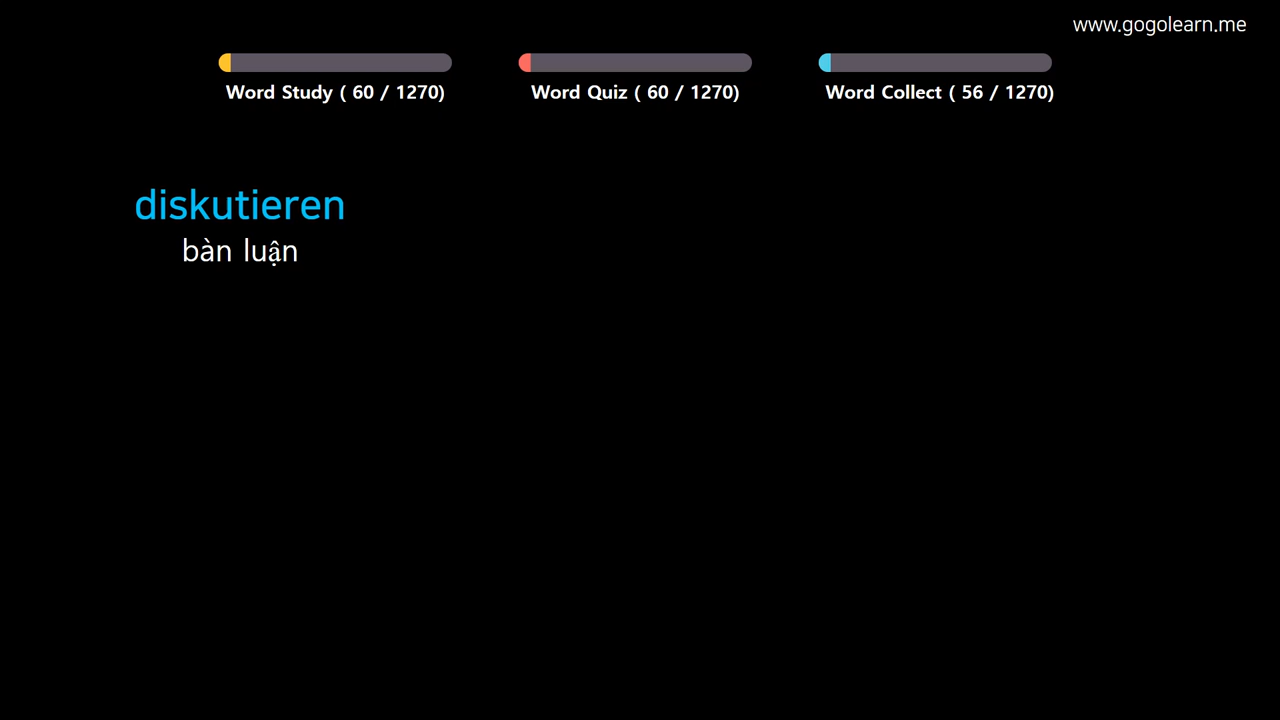 www.gogolearn.me
Word Study ( 60 / 1270)
Word Quiz ( 60 / 1270)
Word Collect ( 56 / 1270)
diskutieren
bàn luận